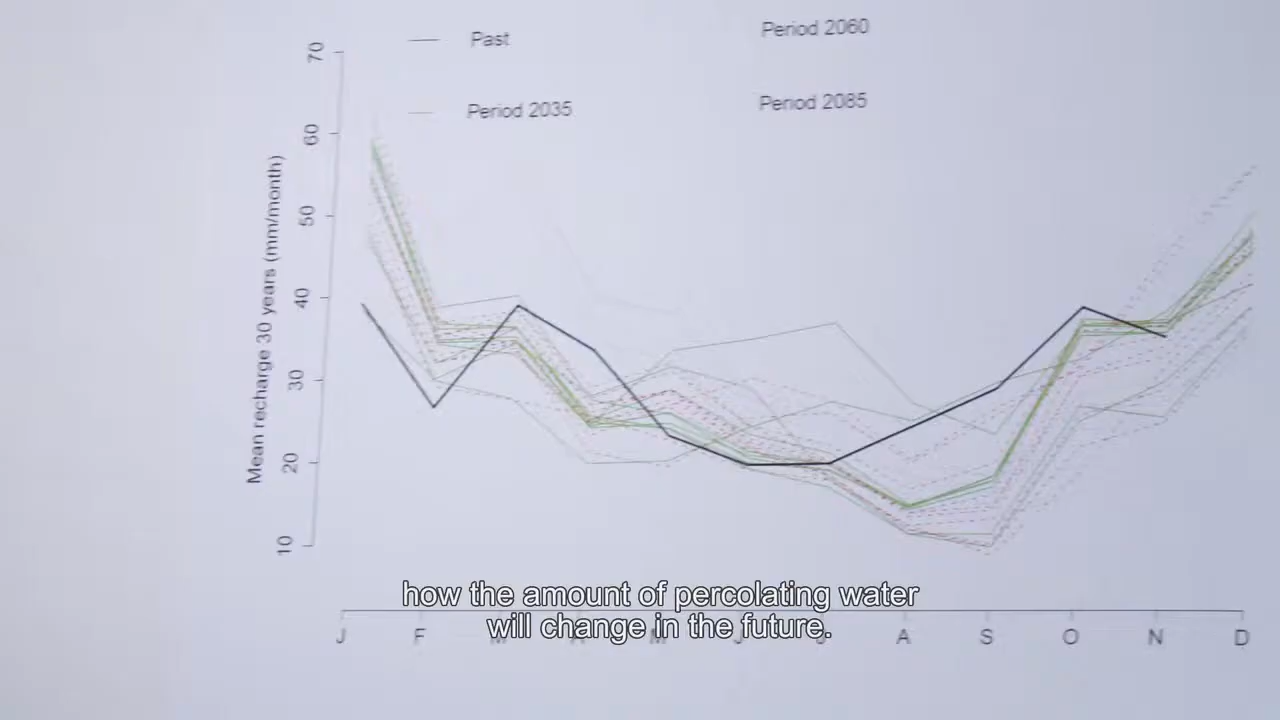 Past
Period 2060
Period 2035
Period 2085
70
60
50
40
30
20
10
Mean recharge 30 years (mm/month)
how the amount of percolating water
will change in the future.
J F M A M J J A S O N D